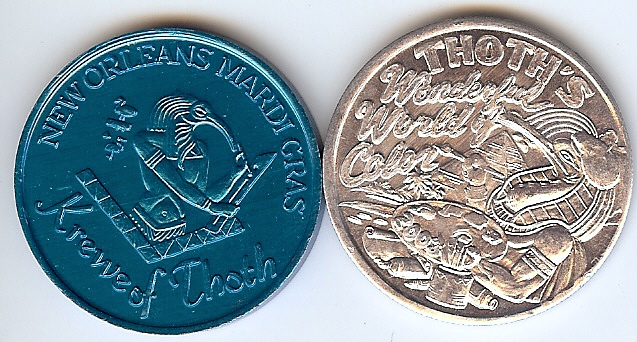 NEW ORLEANS MARDI GRAS
Krewe of Thoth
THOTH'S
Wonderful
World of
Color